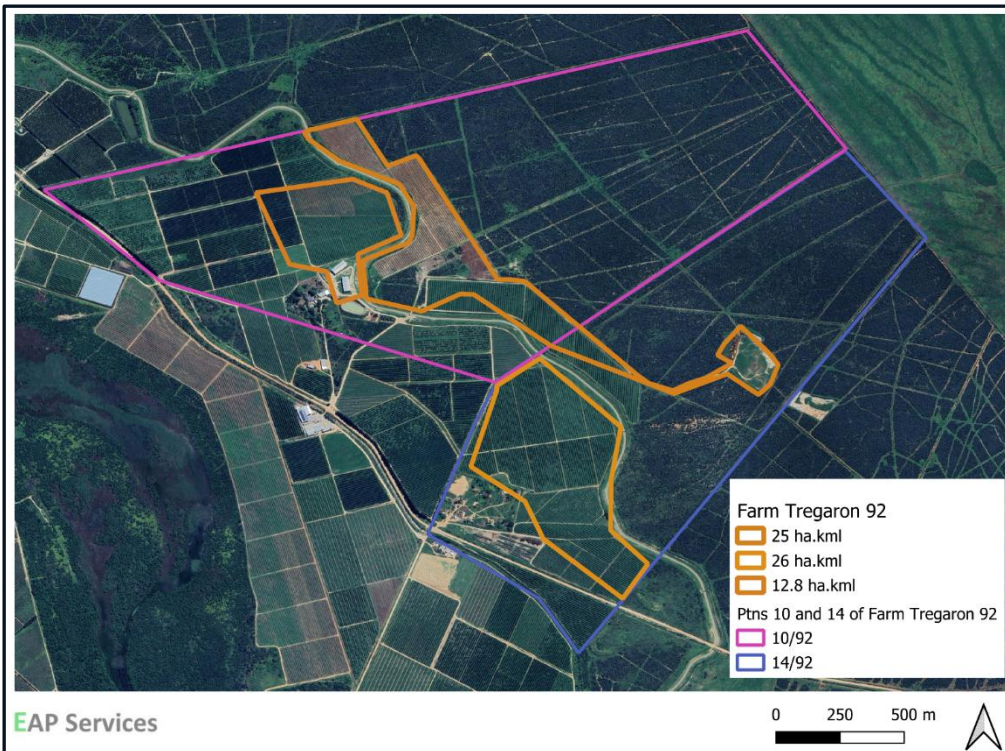 Farm Tregaron 92
25 ha.kml
26 ha.kml
12.8 ha.kml
Ptns 10 and 14 of Farm Tregaron 92
10/92
14/92
EAP Services
0 250 500 m